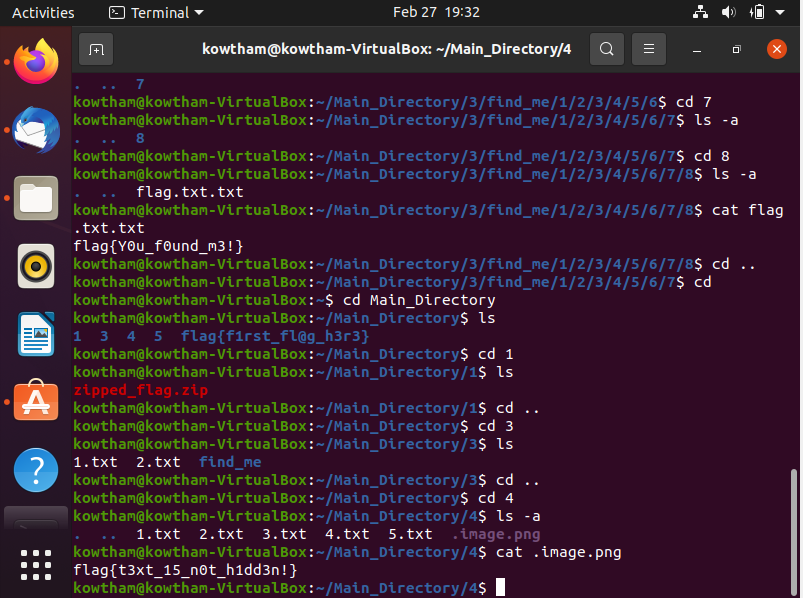 Activities
Terminal
Feb 27 19:32
kowtham@kowtham-VirtualBox: ~/Main_Directory/4
. .. 7
kowtham@kowtham-VirtualBox:~/Main_Directory/3/find_me/1/2/3/4/5/6$ cd 7
kowtham@kowtham-VirtualBox:~/Main_Directory/3/find_me/1/2/3/4/5/6/7$ ls -a
. .. 8
kowtham@kowtham-VirtualBox:~/Main_Directory/3/find_me/1/2/3/4/5/6/7$ cd 8
kowtham@kowtham-VirtualBox:~/Main_Directory/3/find_me/1/2/3/4/5/6/7/8$ ls -a
. .. flag.txt.txt
kowtham@kowtham-VirtualBox:~/Main_Directory/3/find_me/1/2/3/4/5/6/7/8$ cat flag
.txt.txt
flag{Y0u_f0und_m3!}
kowtham@kowtham-VirtualBox:~/Main_Directory/3/find_me/1/2/3/4/5/6/7/8$ cd ..
kowtham@kowtham-VirtualBox:~/Main_Directory/3/find_me/1/2/3/4/5/6/7$ cd
kowtham@kowtham-VirtualBox:~$ cd Main_Directory
kowtham@kowtham-VirtualBox:~/Main_Directory$ ls
1 3 4 5 flag{f1rst_fl@g_h3r3}
kowtham@kowtham-VirtualBox:~/Main_Directory$ cd 1
kowtham@kowtham-VirtualBox:~/Main_Directory/1$ ls
zipped_flag.zip
kowtham@kowtham-VirtualBox:~/Main_Directory/1$ cd ..
kowtham@kowtham-VirtualBox:~/Main_Directory$ cd 3
kowtham@kowtham-VirtualBox:~/Main_Directory/3$ ls
1.txt 2.txt find_me
kowtham@kowtham-VirtualBox:~/Main_Directory/3$ cd ..
kowtham@kowtham-VirtualBox:~/Main_Directory$ cd 4
kowtham@kowtham-VirtualBox:~/Main_Directory/4$ ls -a
. .. 1.txt 2.txt 3.txt 4.txt 5.txt .image.png
kowtham@kowtham-VirtualBox:~/Main_Directory/4$ cat .image.png
flag{t3xt_15_n0t_h1dd3n!}
kowtham@kowtham-VirtualBox:~/Main_Directory/4$